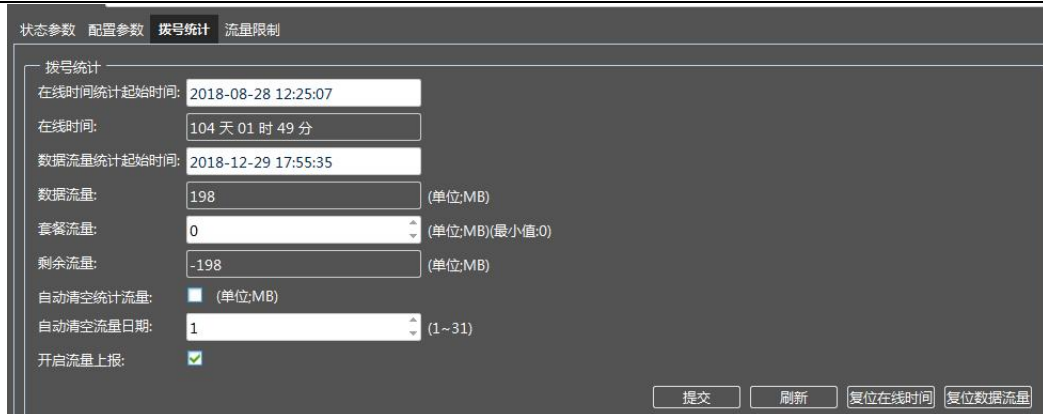 状态参数 配置参数 拨号统计 流量限制
拨号统计
在线时间统计起始时间: 2018-08-28 12:25:07
在线时间: 104 天 01 时 49 分
数据流量统计起始时间: 2018-12-29 17:55:35
数据流量: 198 (单位;MB)
套餐流量: 0 (单位;MB)(最小值:0)
剩余流量: -198 (单位;MB)
自动清空统计流量: (单位;MB)
自动清空流量日期: 1 (1~31)
开启流量上报:
提交 刷新 复位在线时间 复位数据流量